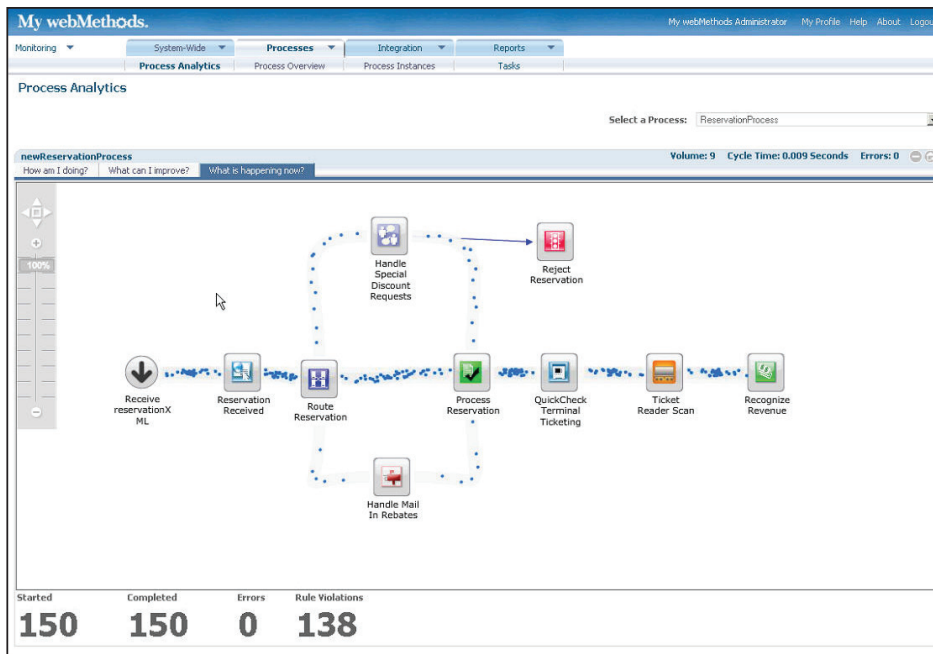 My webMethods.
My webMethods Administrator My Profile Help About Logou
Monitoring System-Wide Processes Integration Reports
Process Analytics Process Overview Process Instances Tasks
Process Analytics
Select a Process: ReservationProcess
newReservationProcess Volume: 9 Cycle Time: 0.009 Seconds Errors: 0
How am I doing? What can I improve? What is happening now?
100%
Handle
Special
Discount
Requests
Reject
Reservation
Receive
reservationX
ML
Reservation
Received
Route
Reservation
Process
Reservation
QuickCheck
Terminal
Ticketing
Ticket
Reader Scan
Recognize
Revenue
Handle Mail
In Rebates
Started Completed Errors Rule Violations
150 150 0 138